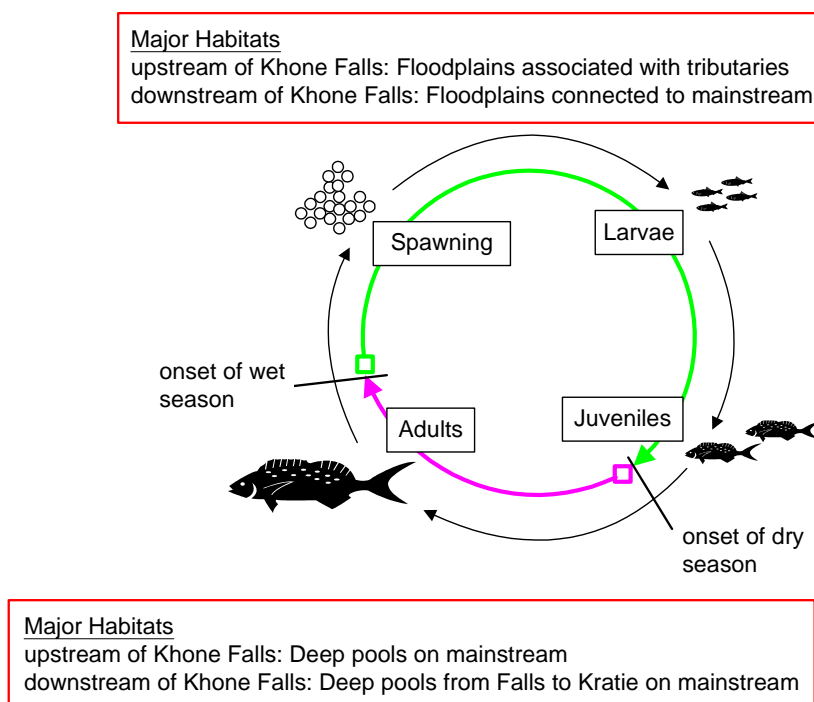 Major Habitats
upstream of Khone Falls: Floodplains associated with tributaries
downstream of Khone Falls: Floodplains connected to mainstream
Spawning
Larvae
onset of wet
season
Adults
Juveniles
onset of dry
season
Major Habitats
upstream of Khone Falls: Deep pools on mainstream
downstream of Khone Falls: Deep pools from Falls to Kratie on mainstream